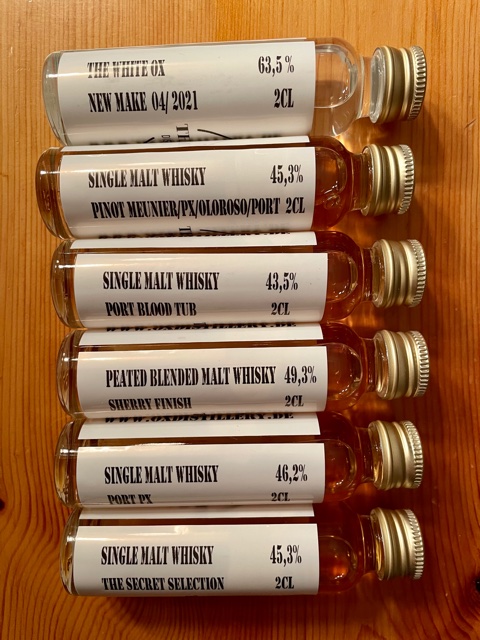 THE WHITE OX 63,5 %
NEW MAKE 04/2021 2CL
SINGLE MALT WHISKY 45,3%
PINOT MEUNIER/PX/OLOROSO/PORT 2CL
SINGLE MALT WHISKY 43,5%
PORT BLOOD TUB 2CL
PEATED BLENDED MALT WHISKY 49,3%
SHERRY FINISH 2CL
SINGLE MALT WHISKY 46,2%
PORT PX 2CL
SINGLE MALT WHISKY 45,3%
THE SECRET SELECTION 2CL